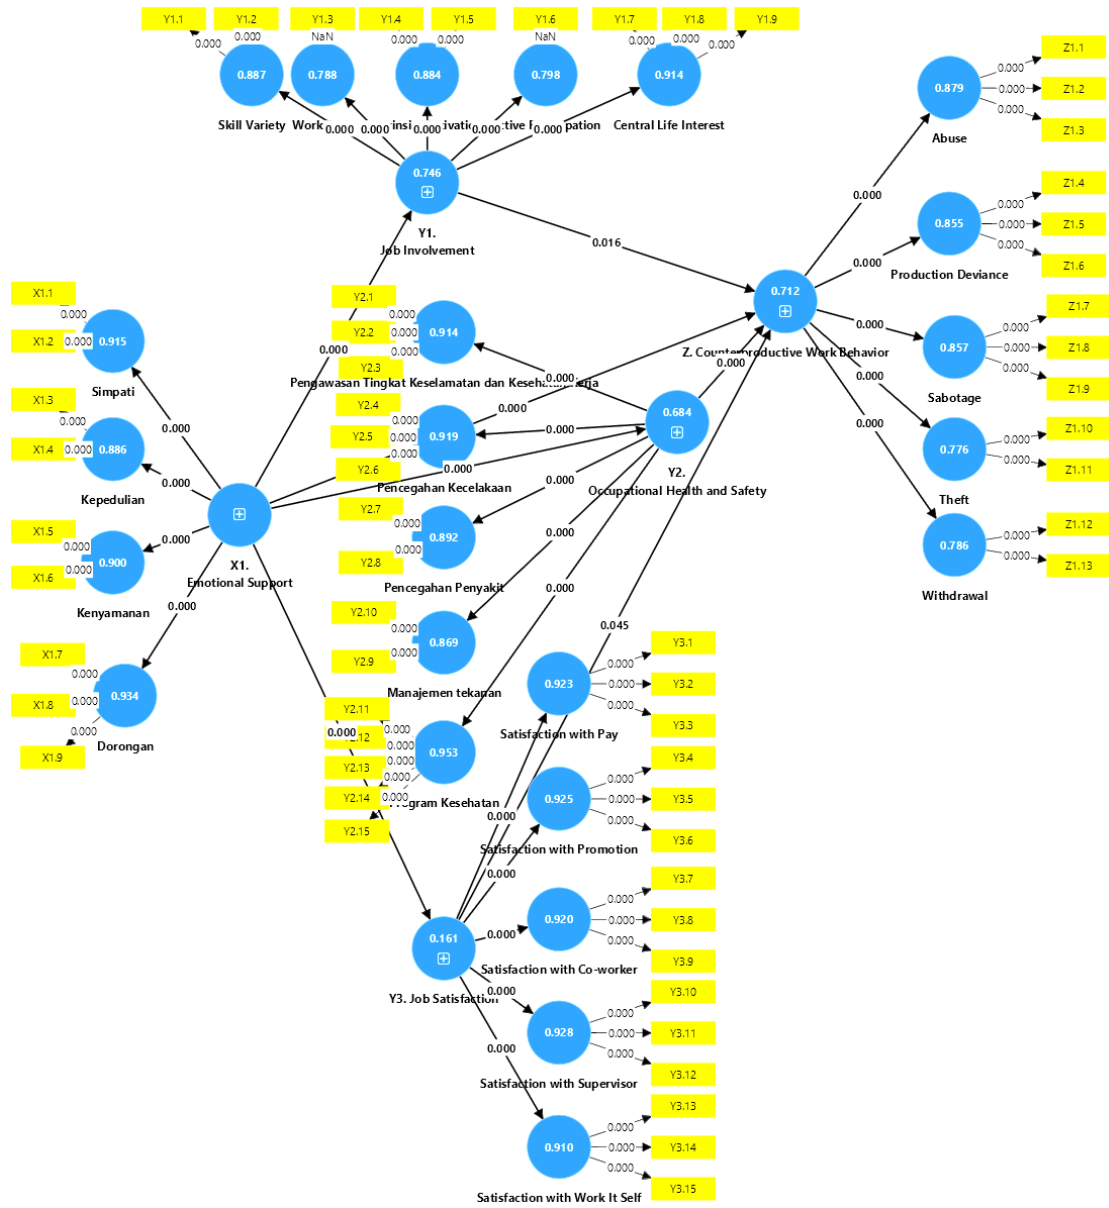 Y1.1
Y1.2
Y1.3
Y1.4
Y1.5
Y1.6
Y1.7
Y1.8
Y1.9
0.000
0.000
NaN
0.000
0.000
NaN
0.000
0.000
0.000
0.887
0.788
0.884
0.798
0.914
Skill Variety
Work
Central Life Interest
0.000
0.000
0.000
0.000
0.000
0.746
Y1.
Job Involvement
0.016
0.000
X1.1
X1.2
0.000
0.000
0.915
Simpati
0.000
X1.3
X1.4
0.000
0.000
0.886
Kepedulian
0.000
X1.5
X1.6
0.000
0.000
0.900
Kenyamanan
0.000
X1.
Emotional Support
0.000
X1.7
X1.8
X1.9
0.000
0.000
0.000
0.934
Dorongan
Y2.1
Y2.2
Y2.3
0.000
0.000
0.000
0.914
Pengawasan Tingkat Keselamatan dan Kesehatan Kerja
0.000
Y2.4
Y2.5
Y2.6
0.000
0.000
0.000
0.919
Pencegahan Kecelakaan
0.000
0.000
0.000
Y2.7
Y2.8
0.000
0.000
0.892
Pencegahan Penyakit
0.000
Y2.10
Y2.9
0.000
0.000
0.869
Manajemen tekanan
0.000
Y2.11
Y2.12
Y2.13
Y2.14
Y2.15
0.000
0.000
0.000
0.000
0.000
0.000
0.953
Program Kesehatan
0.000
0.684
Y2.
Occupational Health and Safety
0.000
0.045
0.712
Z. Counterproductive Work Behavior
0.000
0.000
0.000
0.000
0.000
0.879
Abuse
0.000
0.000
0.000
Z1.1
Z1.2
Z1.3
0.855
Production Deviance
0.000
0.000
0.000
Z1.4
Z1.5
Z1.6
0.857
Sabotage
0.000
0.000
0.000
Z1.7
Z1.8
Z1.9
0.776
Theft
0.000
0.000
Z1.10
Z1.11
0.786
Withdrawal
0.000
0.000
Z1.12
Z1.13
0.161
Y3. Job Satisfaction
0.000
0.000
0.000
0.000
0.000
0.923
Satisfaction with Pay
0.000
0.000
0.000
Y3.1
Y3.2
Y3.3
0.925
Satisfaction with Promotion
0.000
0.000
0.000
Y3.4
Y3.5
Y3.6
0.920
Satisfaction with Co-worker
0.000
0.000
0.000
Y3.7
Y3.8
Y3.9
0.928
Satisfaction with Supervisor
0.000
0.000
0.000
Y3.10
Y3.11
Y3.12
0.910
Satisfaction with Work It Self
0.000
0.000
0.000
Y3.13
Y3.14
Y3.15